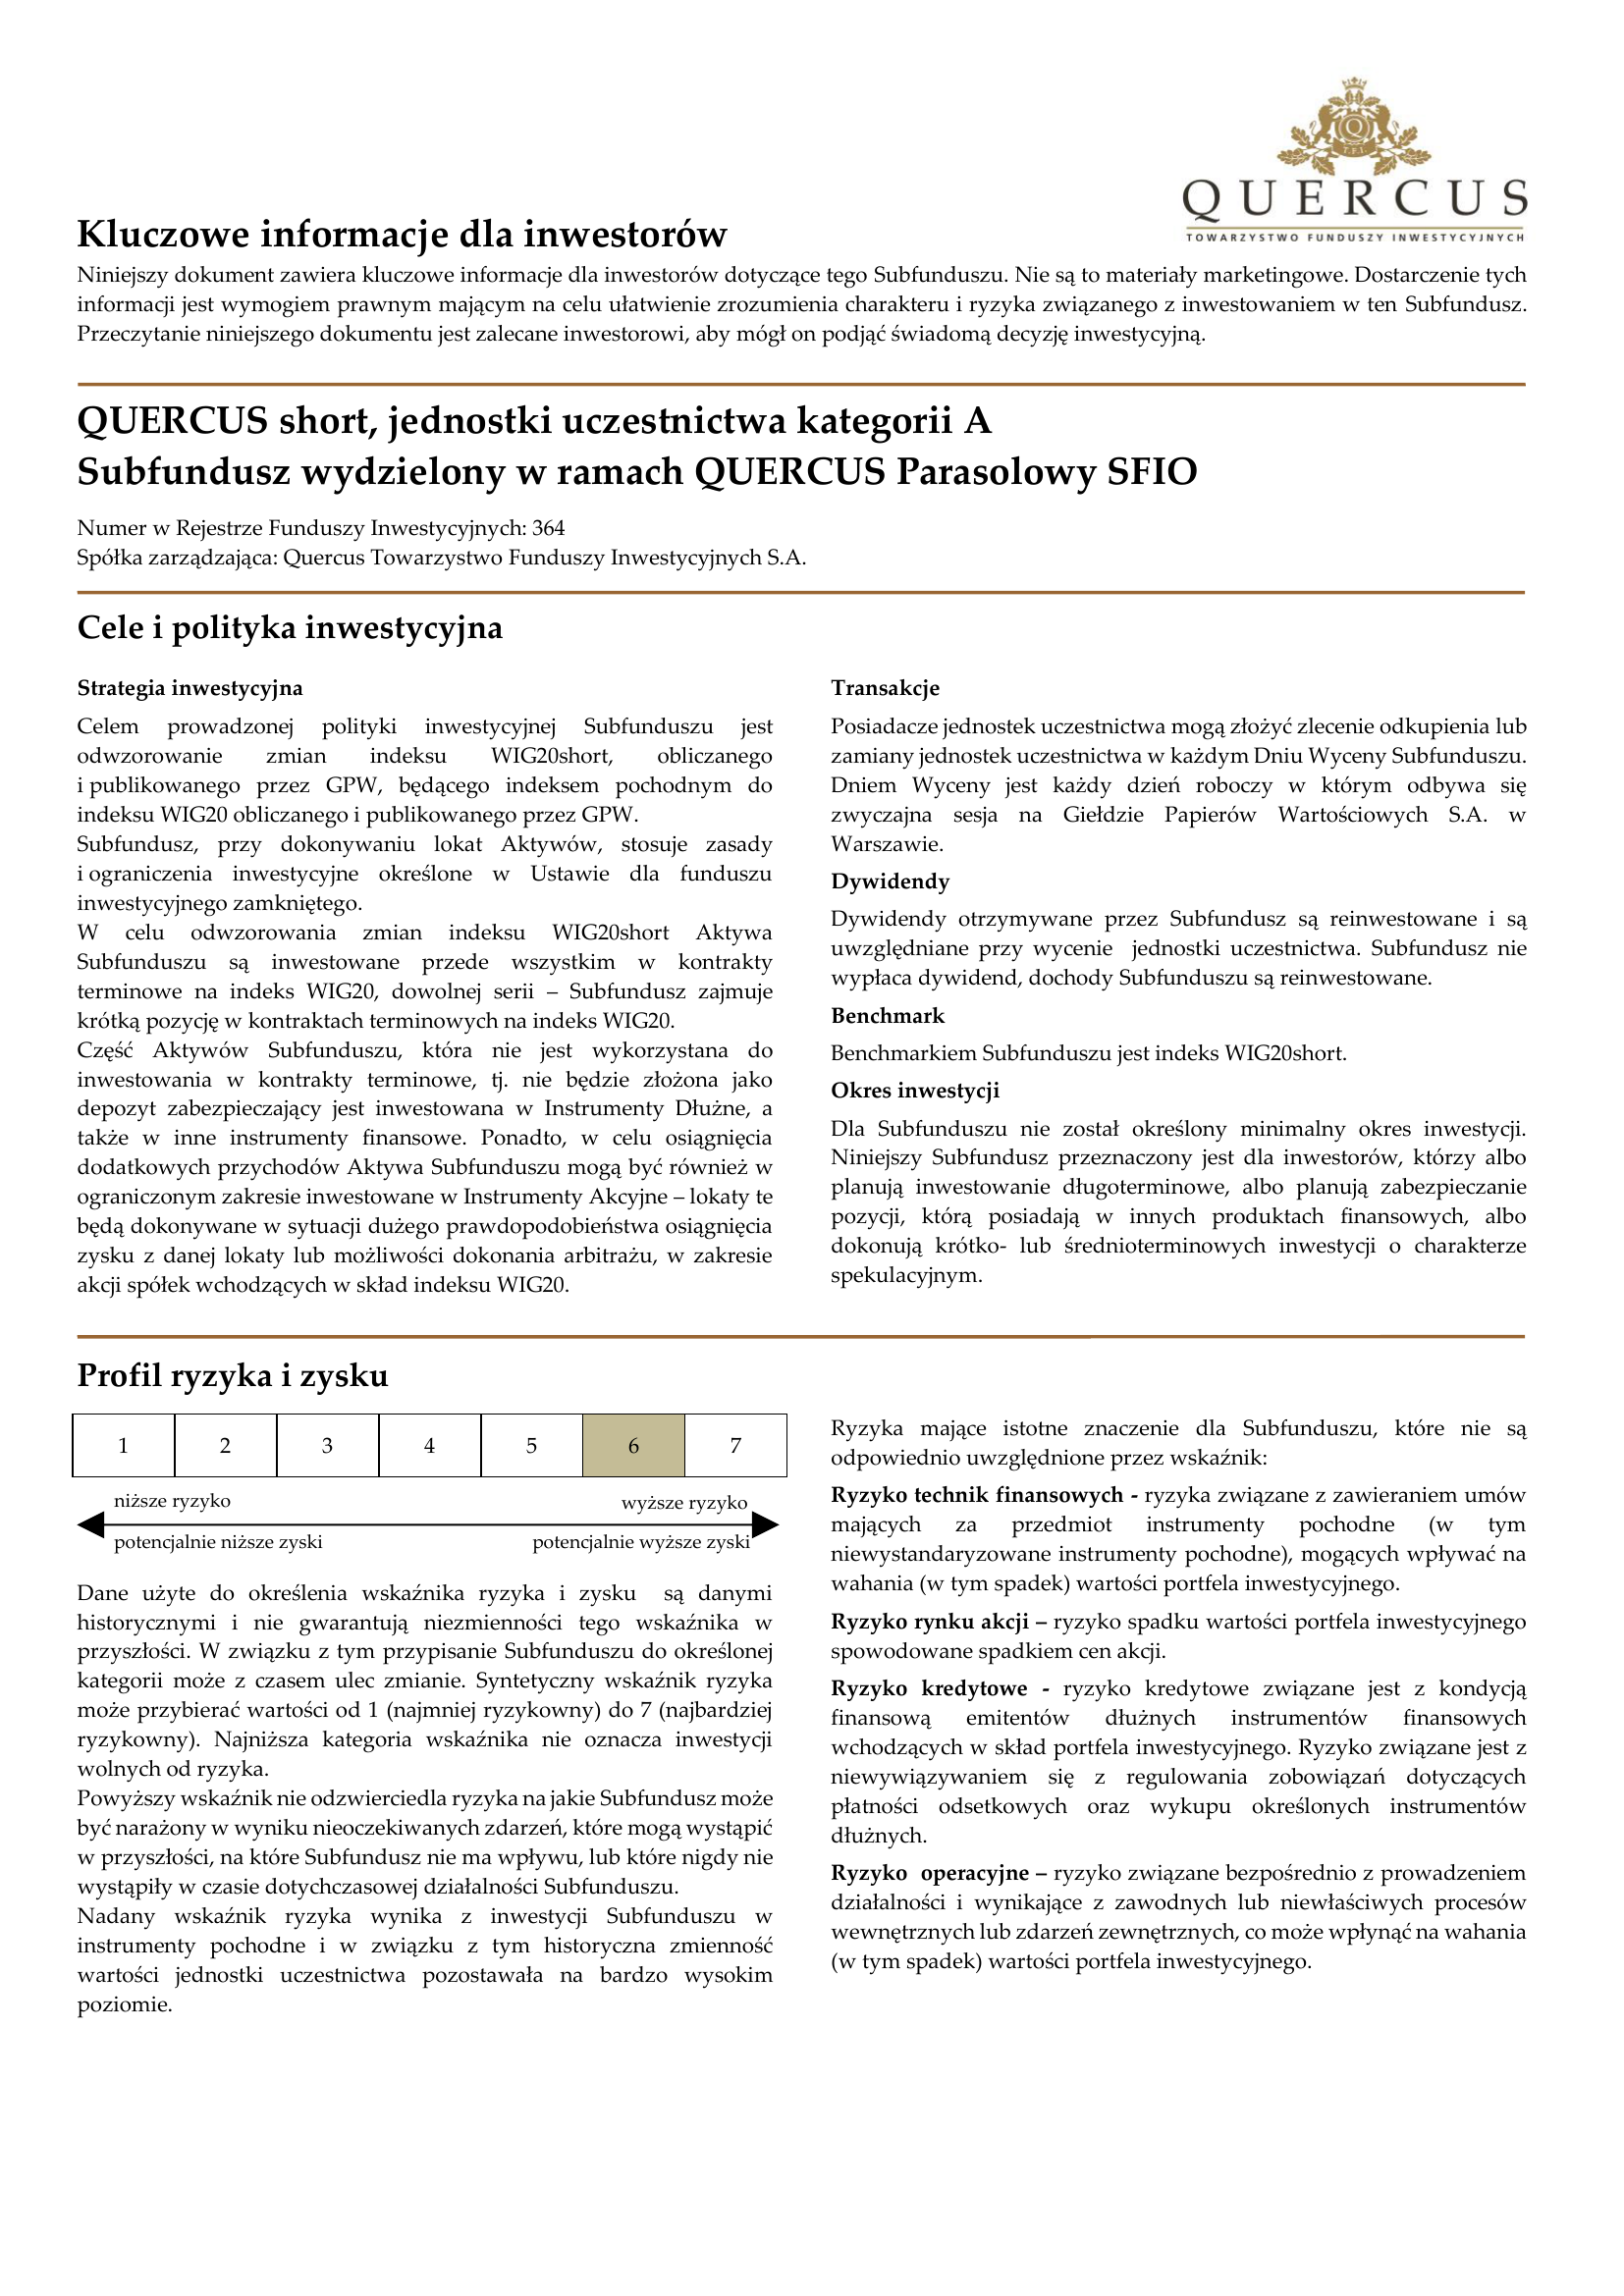 Q
T.F.I.
QUERCUS
TOWARZYSTWO FUNDUSZY INWESTYCYJNYCH
Kluczowe informacje dla inwestorów
Niniejszy dokument zawiera kluczowe informacje dla inwestorów dotyczące tego Subfunduszu. Nie są to materiały marketingowe. Dostarczenie tych
informacji jest wymogiem prawnym mającym na celu ułatwienie zrozumienia charakteru i ryzyka związanego z inwestowaniem w ten Subfundusz.
Przeczytanie niniejszego dokumentu jest zalecane inwestorowi, aby mógł on podjąć świadomą decyzję inwestycyjną.
QUERCUS short, jednostki uczestnictwa kategorii A
Subfundusz wydzielony w ramach QUERCUS Parasolowy SFIO
Numer w Rejestrze Funduszy Inwestycyjnych: 364
Spółka zarządzająca: Quercus Towarzystwo Funduszy Inwestycyjnych S.A.
Cele i polityka inwestycyjna
Strategia inwestycyjna
Celem prowadzonej polityki inwestycyjnej Subfunduszu jest
odwzorowanie zmian indeksu WIG20short, obliczanego
i publikowanego przez GPW, będącego indeksem pochodnym do
indeksu WIG20 obliczanego i publikowanego przez GPW.
Subfundusz, przy dokonywaniu lokat Aktywów, stosuje zasady
i ograniczenia inwestycyjne określone w Ustawie dla funduszu
inwestycyjnego zamkniętego.
W celu odwzorowania zmian indeksu WIG20short Aktywa
Subfunduszu są inwestowane przede wszystkim w kontrakty
terminowe na indeks WIG20, dowolnej serii – Subfundusz zajmuje
krótką pozycję w kontraktach terminowych na indeks WIG20.
Część Aktywów Subfunduszu, która nie jest wykorzystana do
inwestowania w kontrakty terminowe, tj. nie będzie złożona jako
depozyt zabezpieczający jest inwestowana w Instrumenty Dłużne, a
także w inne instrumenty finansowe. Ponadto, w celu osiągnięcia
dodatkowych przychodów Aktywa Subfunduszu mogą być również w
ograniczonym zakresie inwestowane w Instrumenty Akcyjne – lokaty te
będą dokonywane w sytuacji dużego prawdopodobieństwa osiągnięcia
zysku z danej lokaty lub możliwości dokonania arbitrażu, w zakresie
akcji spółek wchodzących w skład indeksu WIG20.
Transakcje
Posiadacze jednostek uczestnictwa mogą złożyć zlecenie odkupienia lub
zamiany jednostek uczestnictwa w każdym Dniu Wyceny Subfunduszu.
Dniem Wyceny jest każdy dzień roboczy w którym odbywa się
zwyczajna sesja na Giełdzie Papierów Wartościowych S.A. w
Warszawie.
Dywidendy
Dywidendy otrzymywane przez Subfundusz są reinwestowane i są
uwzględniane przy wycenie jednostki uczestnictwa. Subfundusz nie
wypłaca dywidend, dochody Subfunduszu są reinwestowane.
Benchmark
Benchmarkiem Subfunduszu jest indeks WIG20short.
Okres inwestycji
Dla Subfunduszu nie został określony minimalny okres inwestycji.
Niniejszy Subfundusz przeznaczony jest dla inwestorów, którzy albo
planują inwestowanie długoterminowe, albo planują zabezpieczanie
pozycji, którą posiadają w innych produktach finansowych, albo
dokonują krótko- lub średnioterminowych inwestycji o charakterze
spekulacyjnym.
Profil ryzyka i zysku
1 2 3 4 5 6 7
niższe ryzyko wyższe ryzyko
potencjalnie niższe zyski potencjalnie wyższe zyski
Dane użyte do określenia wskaźnika ryzyka i zysku są danymi
historycznymi i nie gwarantują niezmienności tego wskaźnika w
przyszłości. W związku z tym przypisanie Subfunduszu do określonej
kategorii może z czasem ulec zmianie. Syntetyczny wskaźnik ryzyka
może przybierać wartości od 1 (najmniej ryzykowny) do 7 (najbardziej
ryzykowny). Najniższa kategoria wskaźnika nie oznacza inwestycji
wolnych od ryzyka.
Powyższy wskaźnik nie odzwierciedla ryzyka na jakie Subfundusz może
być narażony w wyniku nieoczekiwanych zdarzeń, które mogą wystąpić
w przyszłości, na które Subfundusz nie ma wpływu, lub które nigdy nie
wystąpiły w czasie dotychczasowej działalności Subfunduszu.
Nadany wskaźnik ryzyka wynika z inwestycji Subfunduszu w
instrumenty pochodne i w związku z tym historyczna zmienność
wartości jednostki uczestnictwa pozostawała na bardzo wysokim
poziomie.
Ryzyka mające istotne znaczenie dla Subfunduszu, które nie są
odpowiednio uwzględnione przez wskaźnik:
Ryzyko technik finansowych - ryzyka związane z zawieraniem umów
mających za przedmiot instrumenty pochodne (w tym
niewystandaryzowane instrumenty pochodne), mogących wpływać na
wahania (w tym spadek) wartości portfela inwestycyjnego.
Ryzyko rynku akcji – ryzyko spadku wartości portfela inwestycyjnego
spowodowane spadkiem cen akcji.
Ryzyko kredytowe - ryzyko kredytowe związane jest z kondycją
finansową emitentów dłużnych instrumentów finansowych
wchodzących w skład portfela inwestycyjnego. Ryzyko związane jest z
niewywiązywaniem się z regulowania zobowiązań dotyczących
płatności odsetkowych oraz wykupu określonych instrumentów
dłużnych.
Ryzyko operacyjne – ryzyko związane bezpośrednio z prowadzeniem
działalności i wynikające z zawodnych lub niewłaściwych procesów
wewnętrznych lub zdarzeń zewnętrznych, co może wpłynąć na wahania
(w tym spadek) wartości portfela inwestycyjnego.